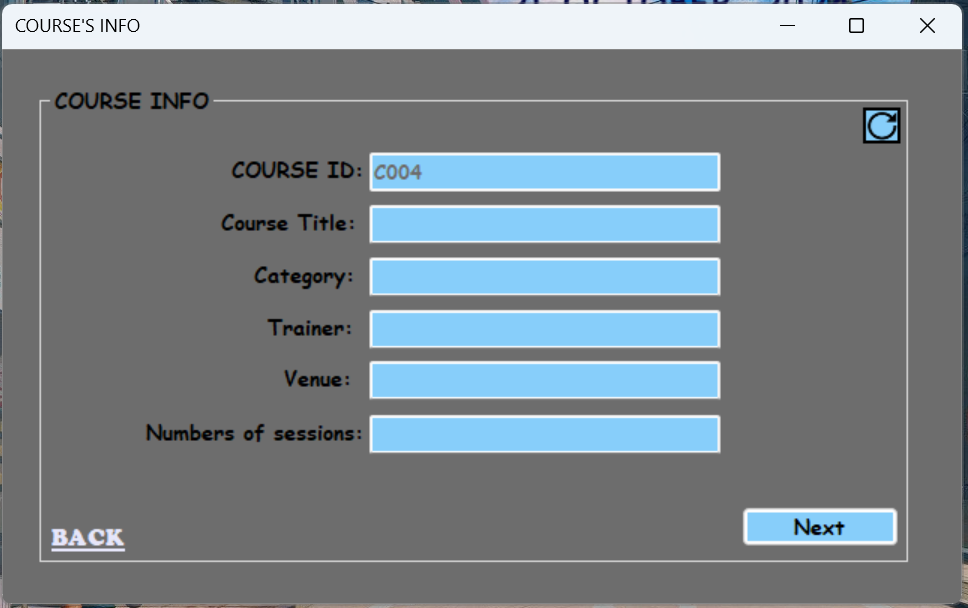 COURSE'S INFO
COURSE INFO
COURSE ID: C004
Course Title:
Category:
Trainer:
Venue:
Numbers of sessions:
BACK
Next